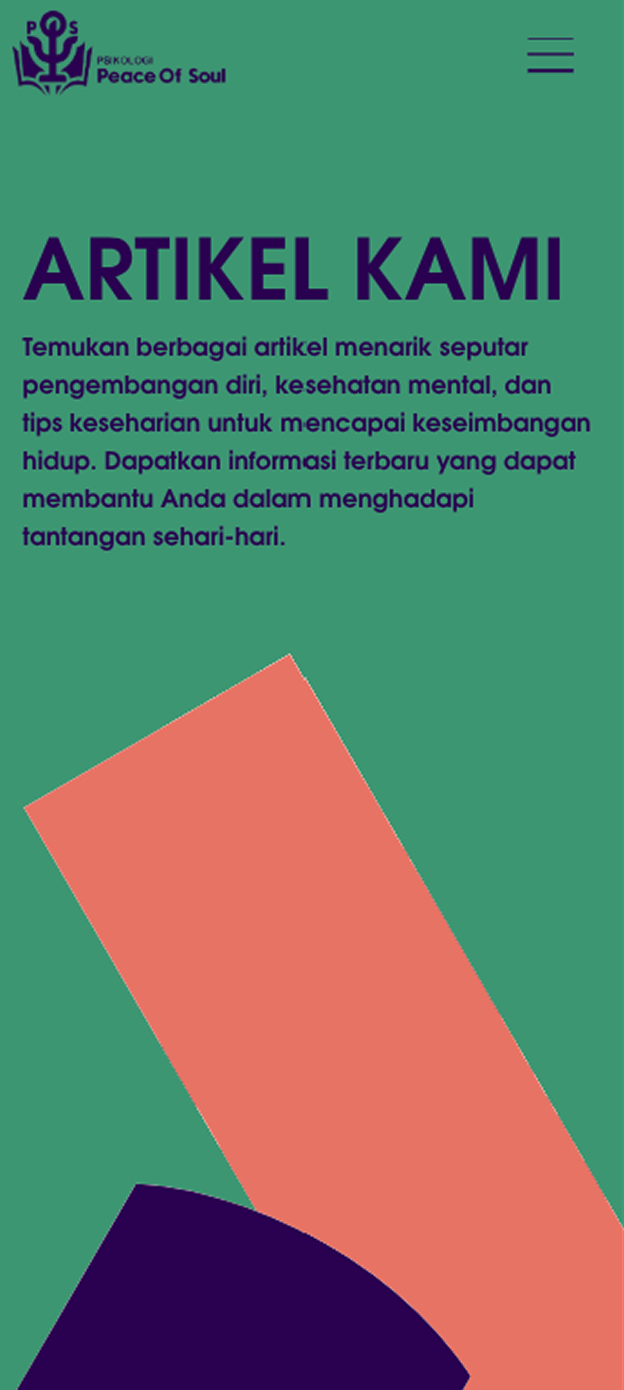 POS
PSIKOLOGI
Peace Of Soul
ARTIKEL KAMI
Temukan berbagai artikel menarik seputar
pengembangan diri, kesehatan mental, dan
tips keseharian untuk mencapai keseimbangan
hidup. Dapatkan informasi terbaru yang dapat
membantu Anda dalam menghadapi
tantangan sehari-hari.